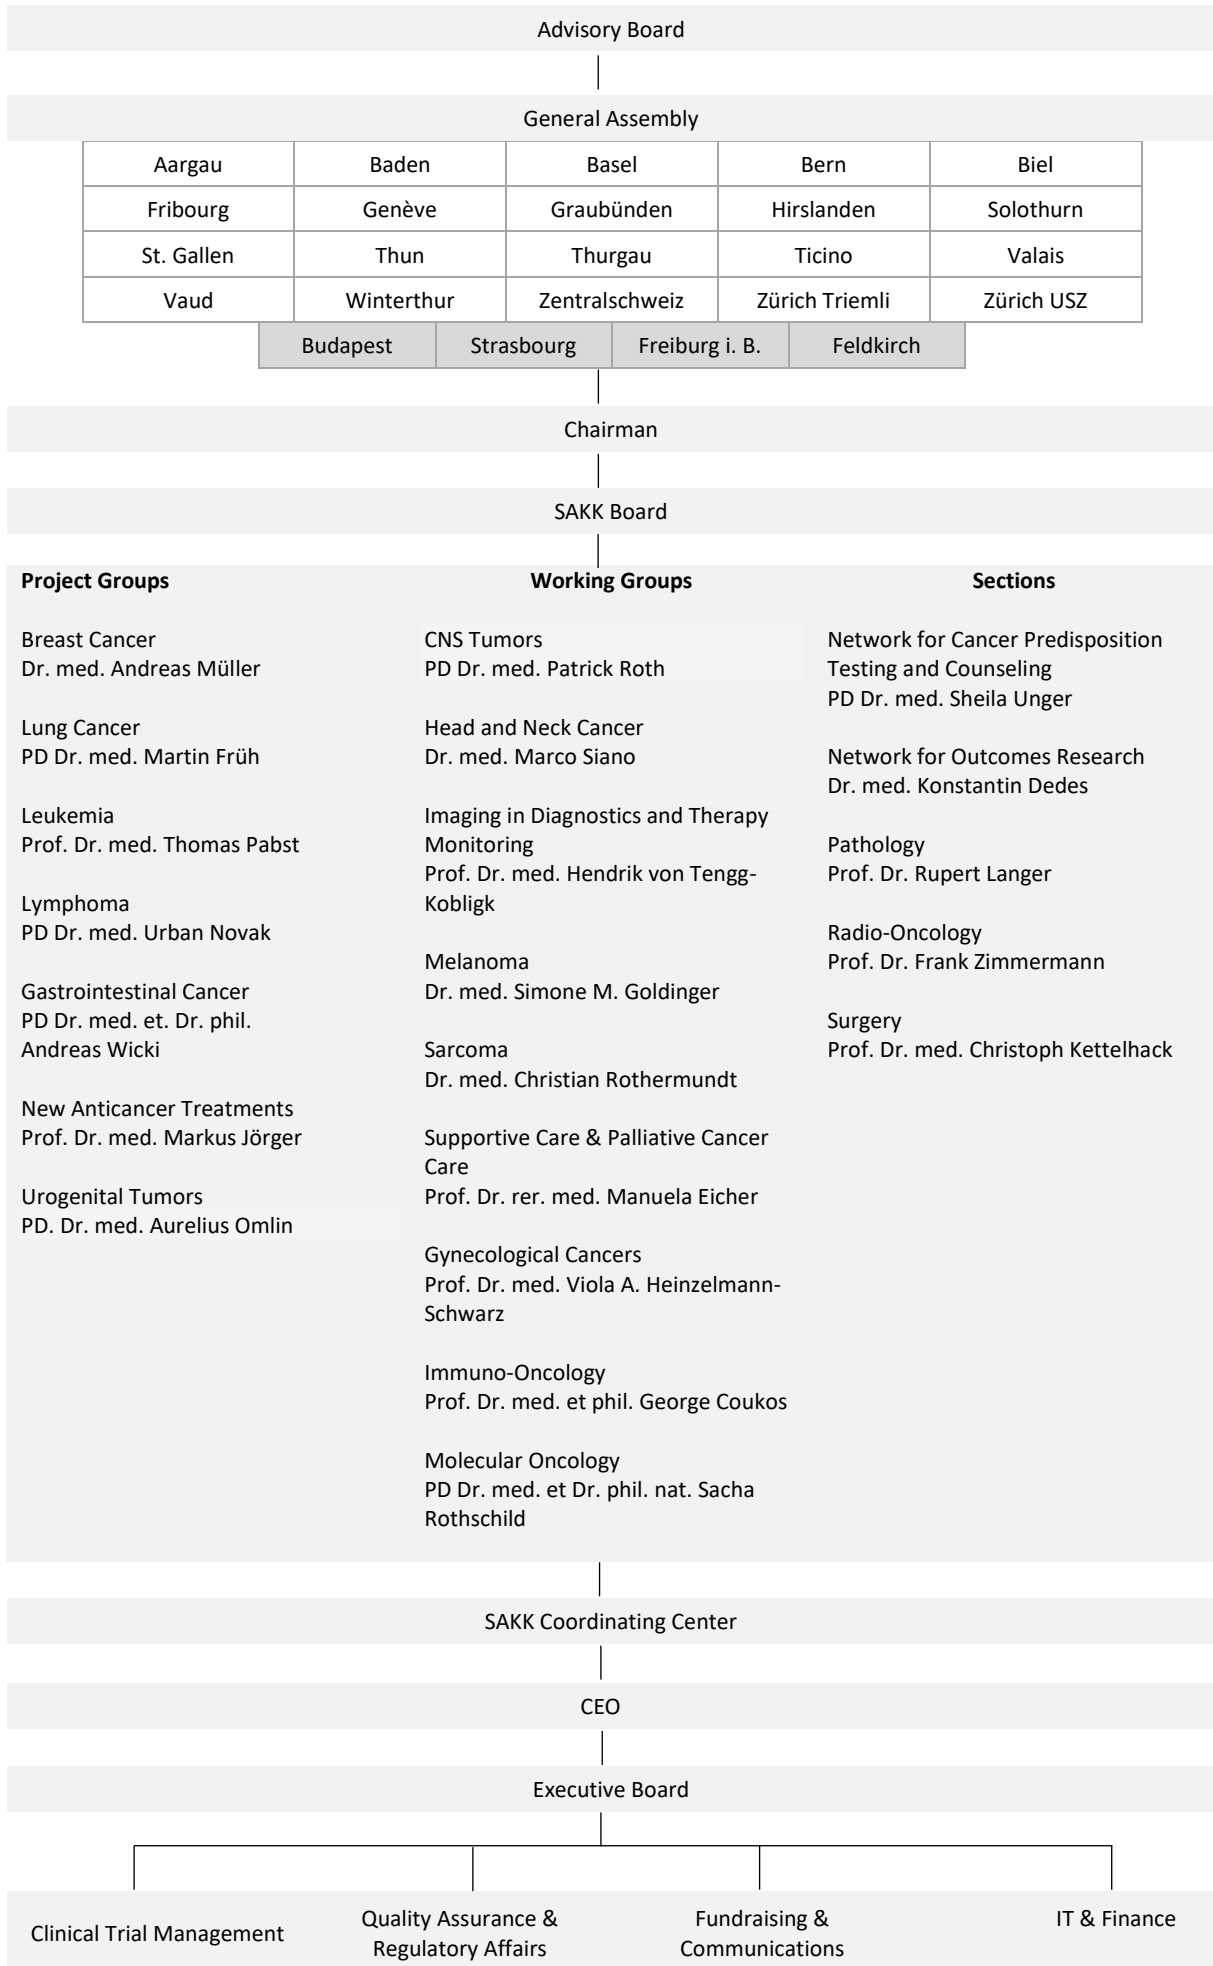 Advisory Board
General Assembly
Aargau Baden Basel Bern Biel
Fribourg Genève Graubünden Hirslanden Solothurn
St. Gallen Thun Thurgau Ticino Valais
Vaud Winterthur Zentralschweiz Zürich Triemli Zürich USZ
Budapest Strasbourg Freiburg i. B. Feldkirch
Chairman
SAKK Board
Project Groups
Breast Cancer
Dr. med. Andreas Müller
Lung Cancer
PD Dr. med. Martin Früh
Leukemia
Prof. Dr. med. Thomas Pabst
Lymphoma
PD Dr. med. Urban Novak
Gastrointestinal Cancer
PD Dr. med. et. Dr. phil.
Andreas Wicki
New Anticancer Treatments
Prof. Dr. med. Markus Jörger
Urogenital Tumors
PD. Dr. med. Aurelius Omlin
Working Groups
CNS Tumors
PD Dr. med. Patrick Roth
Head and Neck Cancer
Dr. med. Marco Siano
Imaging in Diagnostics and Therapy
Monitoring
Prof. Dr. med. Hendrik von Tengg-
Kobligk
Melanoma
Dr. med. Simone M. Goldinger
Sarcoma
Dr. med. Christian Rothermundt
Supportive Care & Palliative Cancer
Care
Prof. Dr. rer. med. Manuela Eicher
Gynecological Cancers
Prof. Dr. med. Viola A. Heinzelmann-
Schwarz
Immuno-Oncology
Prof. Dr. med. et phil. George Coukos
Molecular Oncology
PD Dr. med. et Dr. phil. nat. Sacha
Rothschild
Sections
Network for Cancer Predisposition
Testing and Counseling
PD Dr. med. Sheila Unger
Network for Outcomes Research
Dr. med. Konstantin Dedes
Pathology
Prof. Dr. Rupert Langer
Radio-Oncology
Prof. Dr. Frank Zimmermann
Surgery
Prof. Dr. med. Christoph Kettelhack
SAKK Coordinating Center
CEO
Executive Board
Clinical Trial Management
Quality Assurance &
Regulatory Affairs
Fundraising &
Communications
IT & Finance